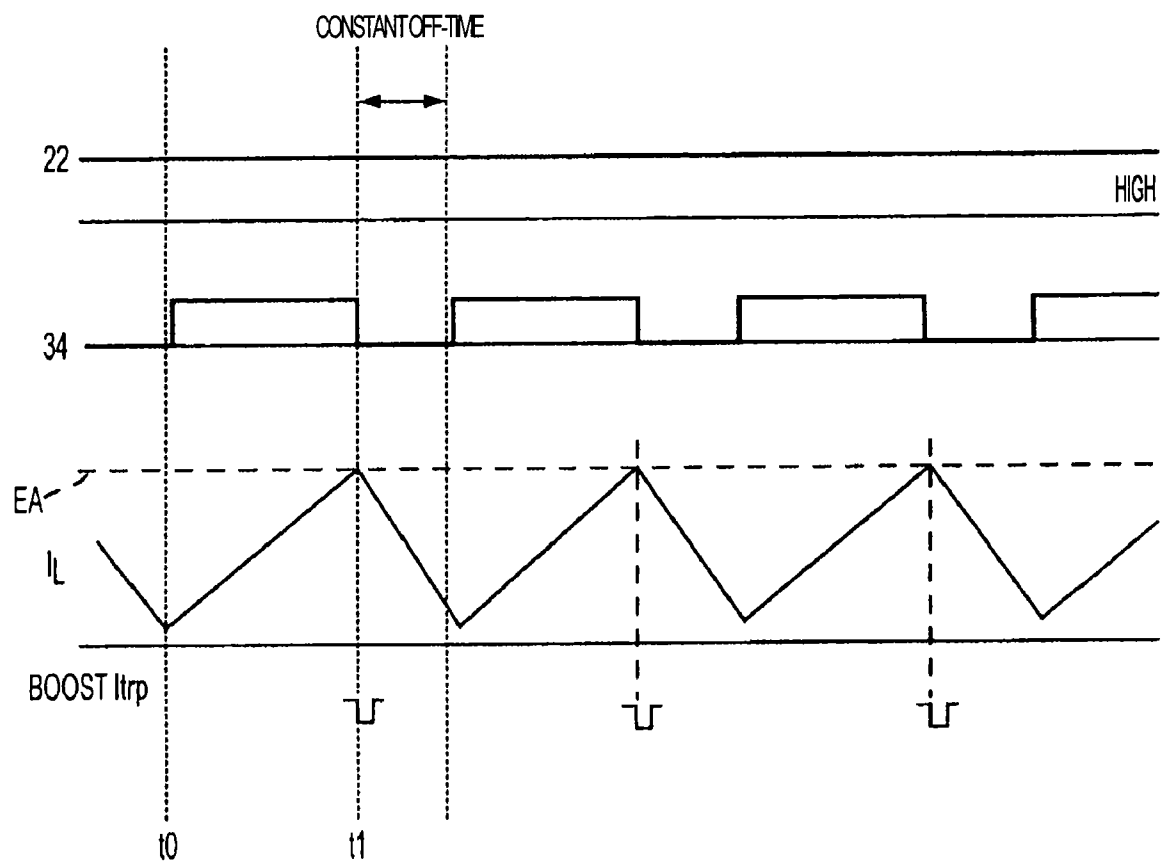 CONSTANT OFF-TIME
22
HIGH
34
EA
IL
BOOST Itrp
t0
t1